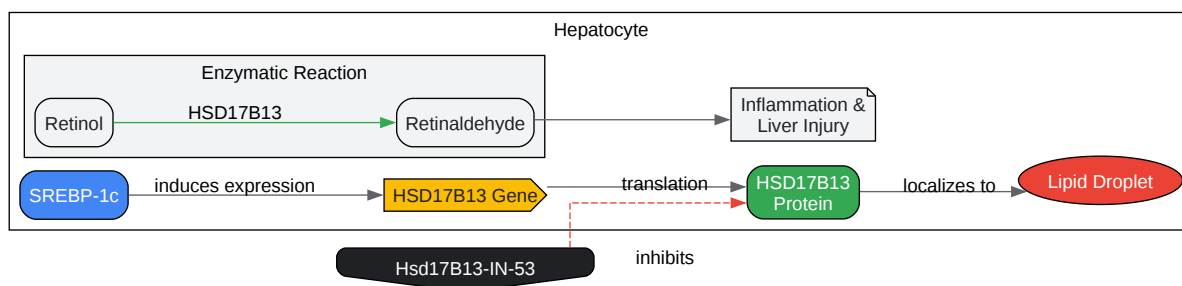 Hepatocyte
Enzymatic Reaction
Retinol
HSD17B13
Retinaldehyde
Inflammation &
Liver Injury
SREBP-1c
induces expression
HSD17B13 Gene
translation
HSD17B13
Protein
localizes to
Lipid Droplet
Hsd17B13-IN-53
inhibits